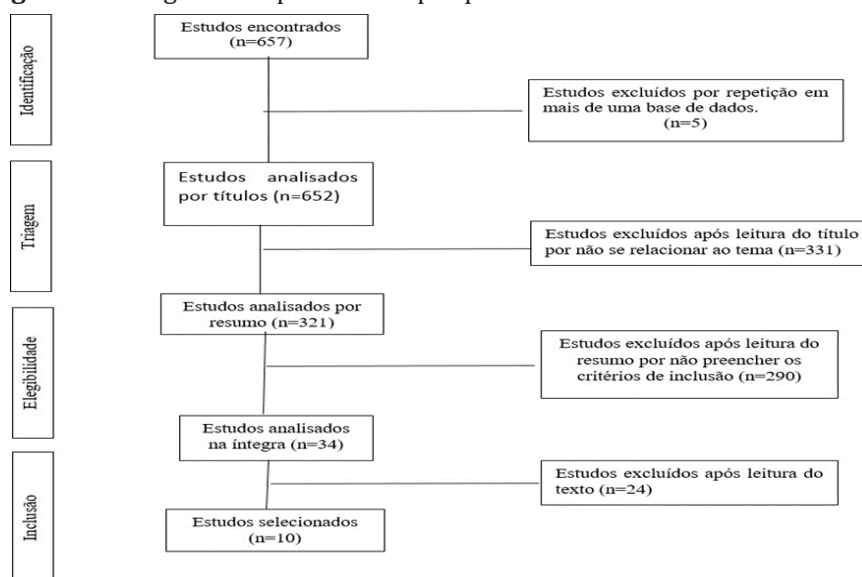 Identificação
Estudos encontrados
(n=657)
Estudos excluídos por repetição em
mais de uma base de dados.
(n=5)
Triagem
Estudos analisados
por títulos (n=652)
Estudos excluídos após leitura do título
por não se relacionar ao tema (n=331)
Elegibilidade
Estudos analisados por
resumo (n=321)
Estudos excluídos após leitura do
resumo por não preencher os
critérios de inclusão (n=290)
Estudos analisados
na íntegra (n=34)
Inclusão
Estudos excluídos após leitura do
texto (n=24)
Estudos selecionados
(n=10)